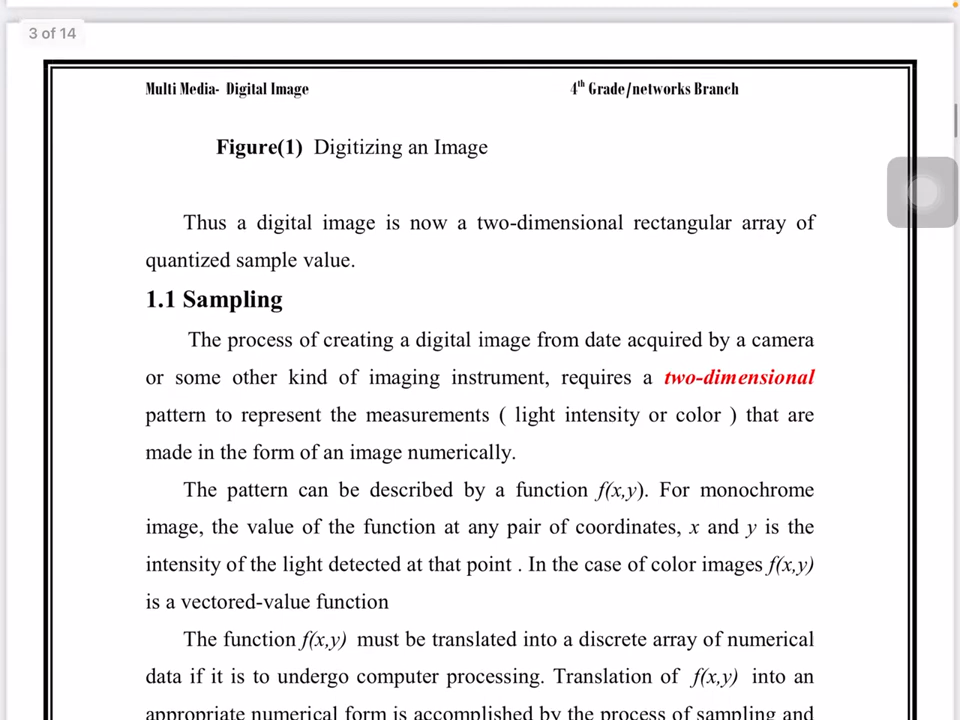 3 of 14
Multi Media- Digital Image 4th Grade/networks Branch
Figure(1) Digitizing an Image
Thus a digital image is now a two-dimensional rectangular array of
quantized sample value.
1.1 Sampling
The process of creating a digital image from date acquired by a camera
or some other kind of imaging instrument, requires a two-dimensional
pattern to represent the measurements ( light intensity or color ) that are
made in the form of an image numerically.
The pattern can be described by a function f(x,y). For monochrome
image, the value of the function at any pair of coordinates, x and y is the
intensity of the light detected at that point . In the case of color images f(x,y)
is a vectored-value function
The function f(x,y) must be translated into a discrete array of numerical
data if it is to undergo computer processing. Translation of f(x,y) into an
appropriate numerical form is accomplished by the process of sampling and